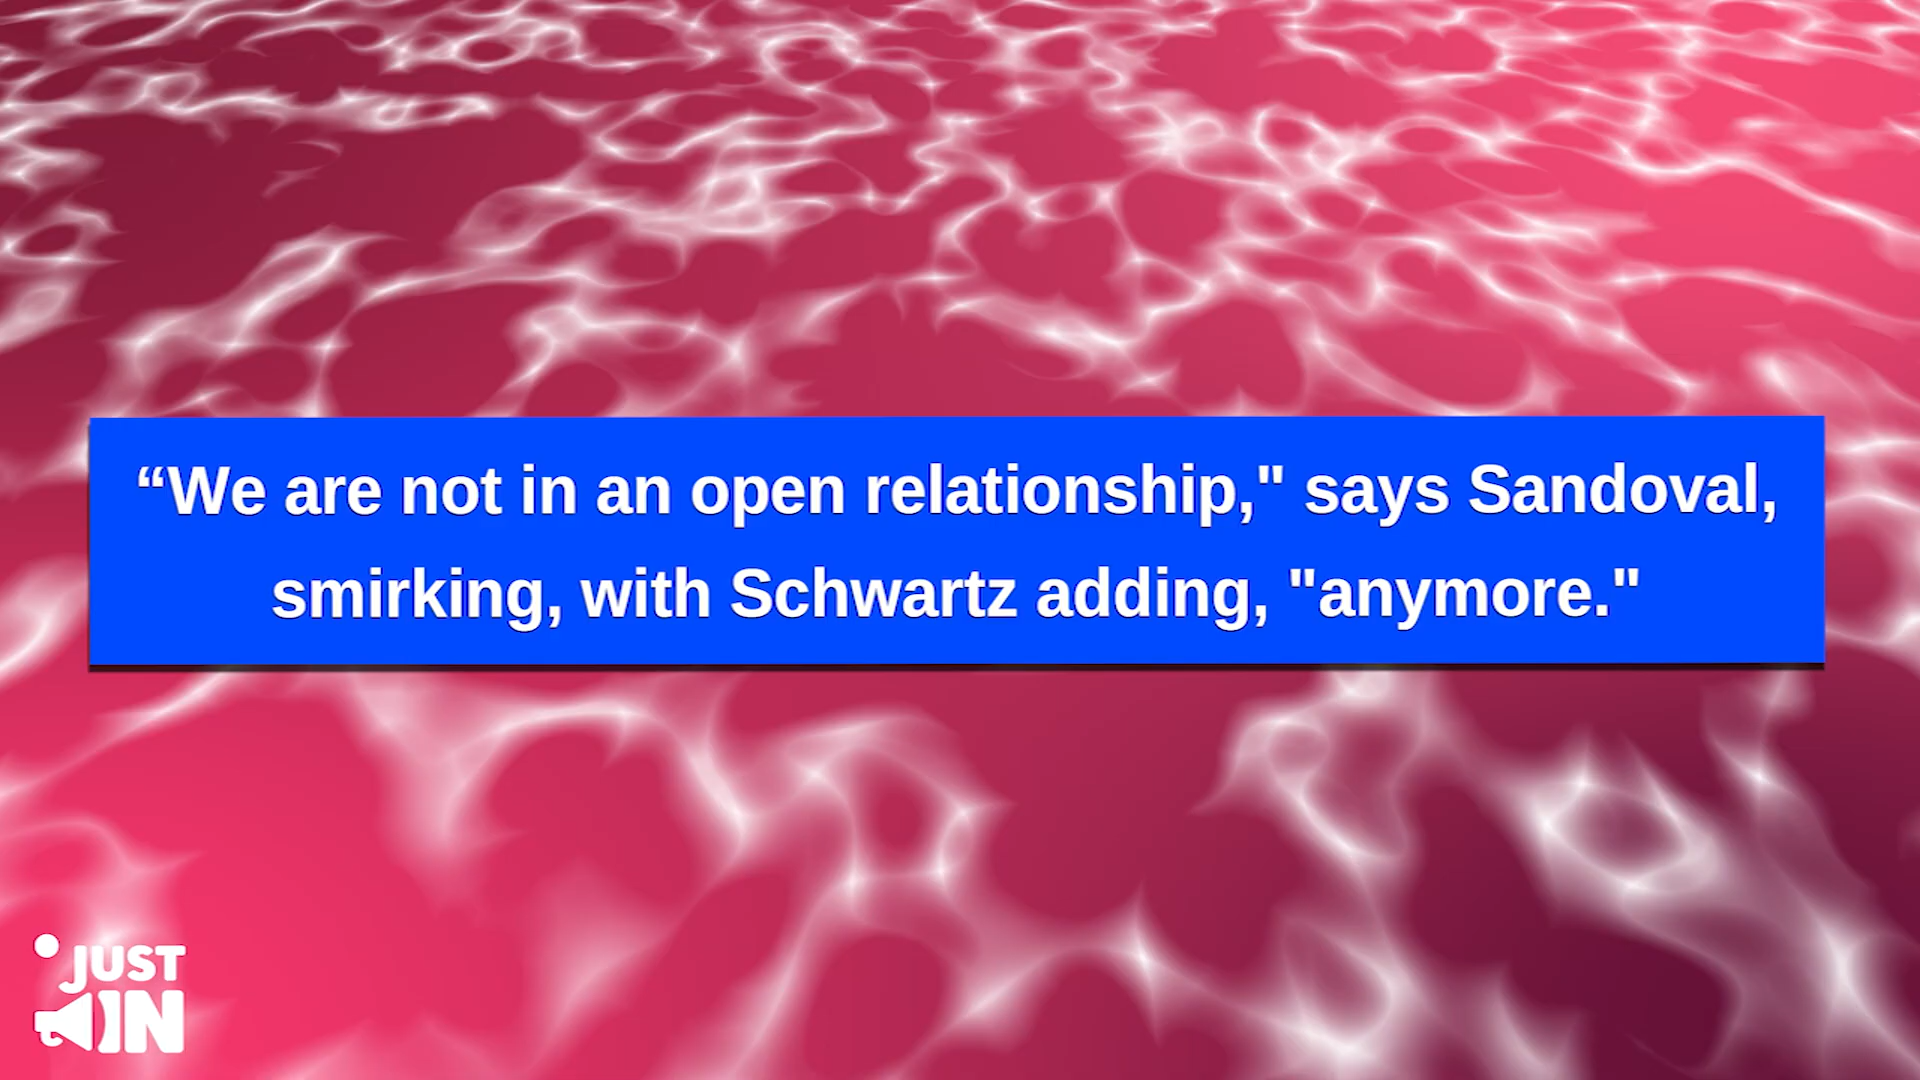 “We are not in an open relationship," says Sandoval,
smirking, with Schwartz adding, "anymore."
JUST
IN